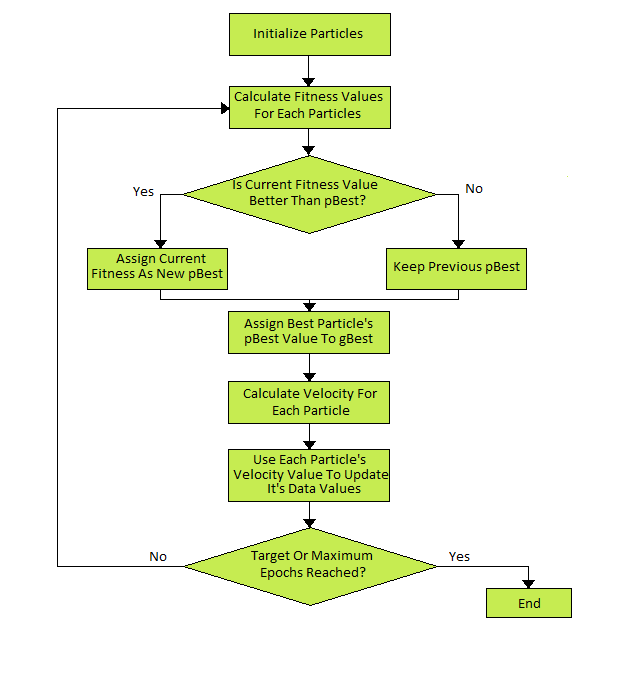 Initialize Particles
Calculate Fitness Values
For Each Particles
Is Current Fitness Value
Better Than pBest?
Yes
No
Assign Current
Fitness As New pBest
Keep Previous pBest
Assign Best Particle's
pBest Value To gBest
Calculate Velocity For
Each Particle
Use Each Particle's
Velocity Value To Update
It's Data Values
Target Or Maximum
Epochs Reached?
No
Yes
End